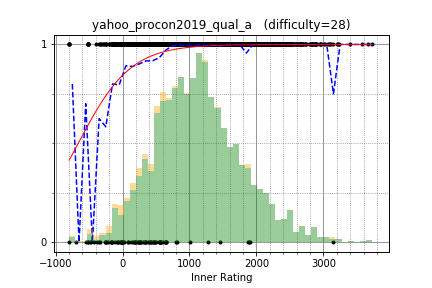 yahoo_procon2019_qual_a (difficulty=28)
1
0
-1000 0 1000 2000 3000
Inner Rating